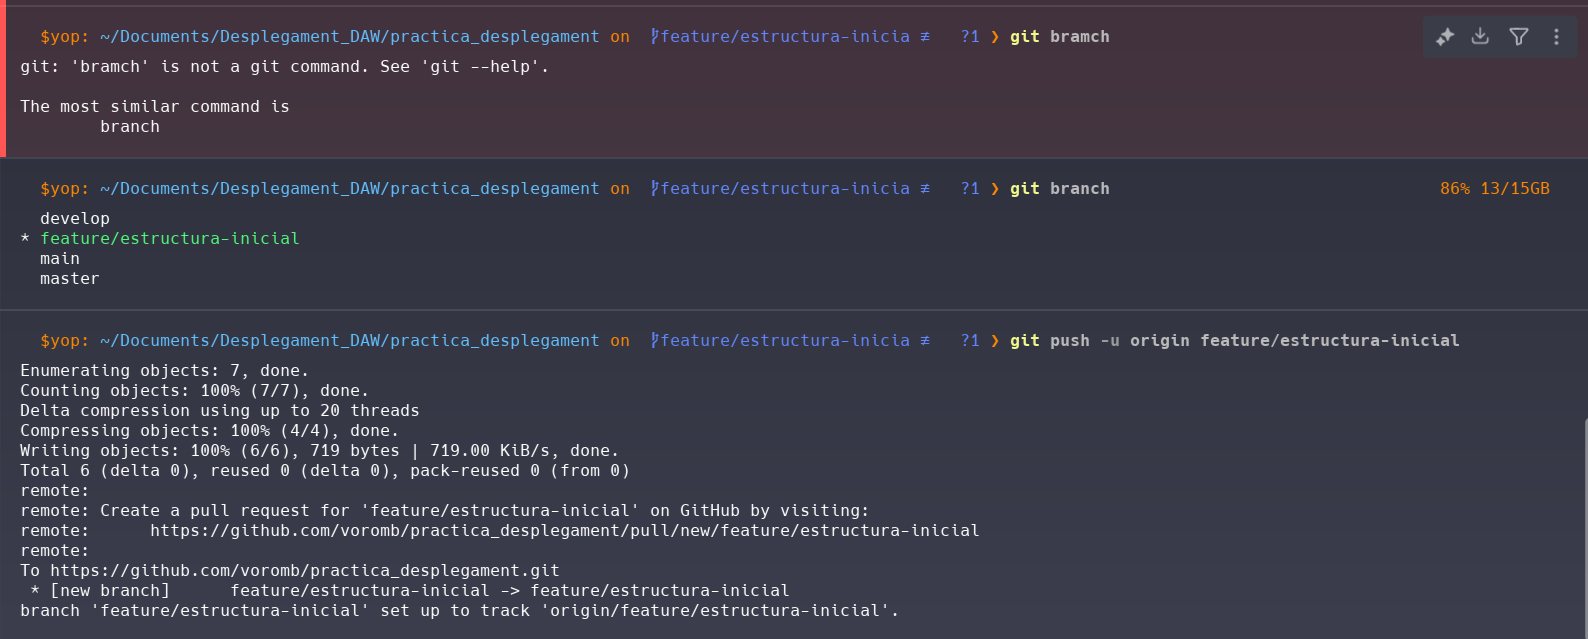 $yop: ~/Documents/Desplegament_DAW/practica_desplegament on feature/estructura-inicia ≢ ?1 ❯ git bramch
git: 'bramch' is not a git command. See 'git --help'.
The most similar command is
branch
$yop: ~/Documents/Desplegament_DAW/practica_desplegament on feature/estructura-inicia ≢ ?1 ❯ git branch 86% 13/15GB
develop
* feature/estructura-inicial
main
master
$yop: ~/Documents/Desplegament_DAW/practica_desplegament on feature/estructura-inicia ≢ ?1 ❯ git push -u origin feature/estructura-inicial
Enumerating objects: 7, done.
Counting objects: 100% (7/7), done.
Delta compression using up to 20 threads
Compressing objects: 100% (4/4), done.
Writing objects: 100% (6/6), 719 bytes | 719.00 KiB/s, done.
Total 6 (delta 0), reused 0 (delta 0), pack-reused 0 (from 0)
remote:
remote: Create a pull request for 'feature/estructura-inicial' on GitHub by visiting:
remote: https://github.com/voromb/practica_desplegament/pull/new/feature/estructura-inicial
remote:
To https://github.com/voromb/practica_desplegament.git
* [new branch] feature/estructura-inicial -> feature/estructura-inicial
branch 'feature/estructura-inicial' set up to track 'origin/feature/estructura-inicial'.